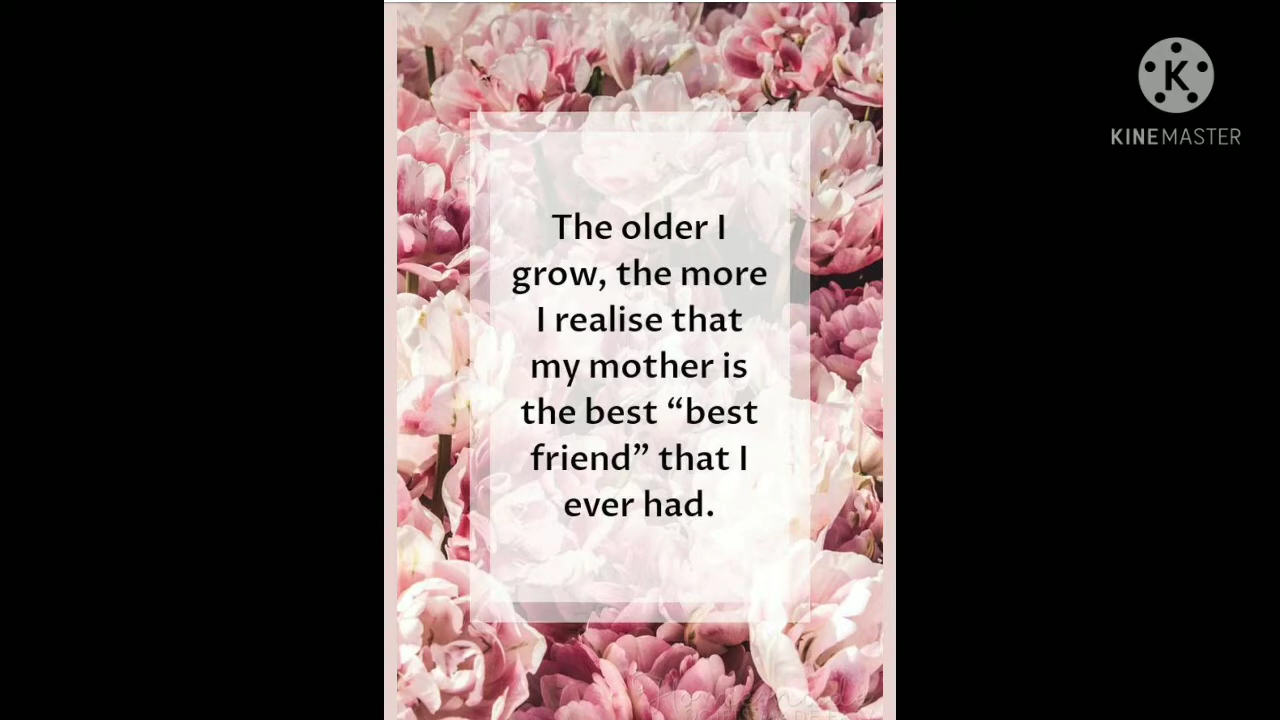 KINEMASTER
The older I
grow, the more
I realise that
my mother is
the best “best
friend” that I
ever had.